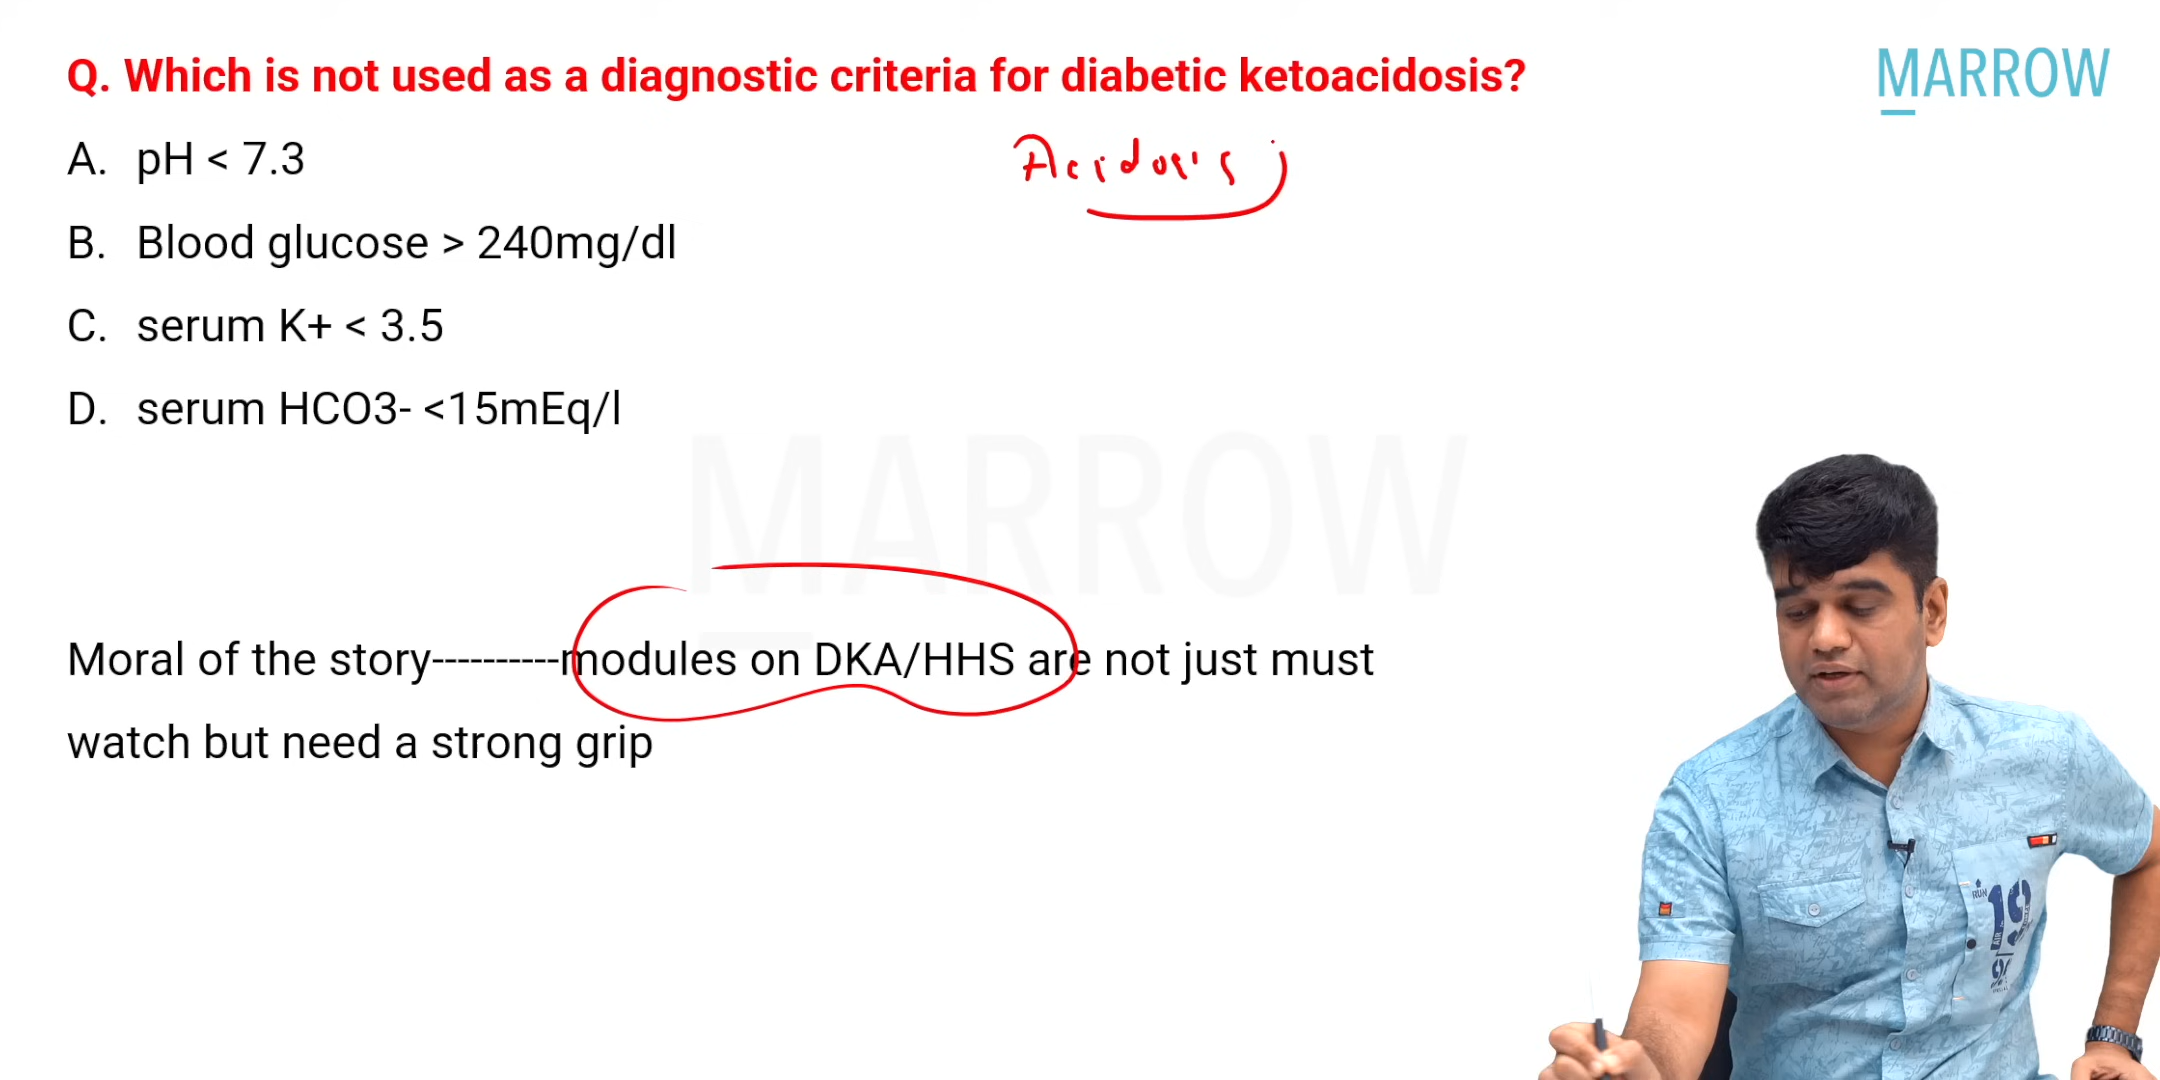 Q. Which is not used as a diagnostic criteria for diabetic ketoacidosis?
MARROW
Acidosis
A. pH < 7.3
B. Blood glucose > 240mg/dl
C. serum K+ < 3.5
D. serum HCO3- <15mEq/l
MARROW
Moral of the story----------modules on DKA/HHS are not just must
watch but need a strong grip
RUN
19